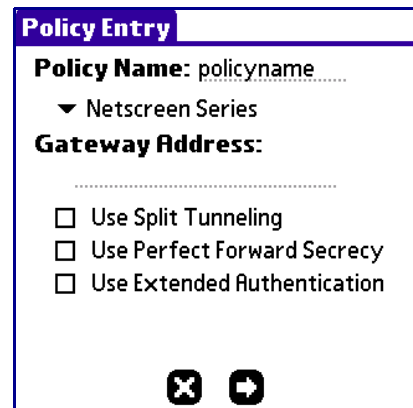 Policy Entry
Policy Name: policyname
Netscreen Series
Gateway Address:
Use Split Tunneling
Use Perfect Forward Secrecy
Use Extended Authentication